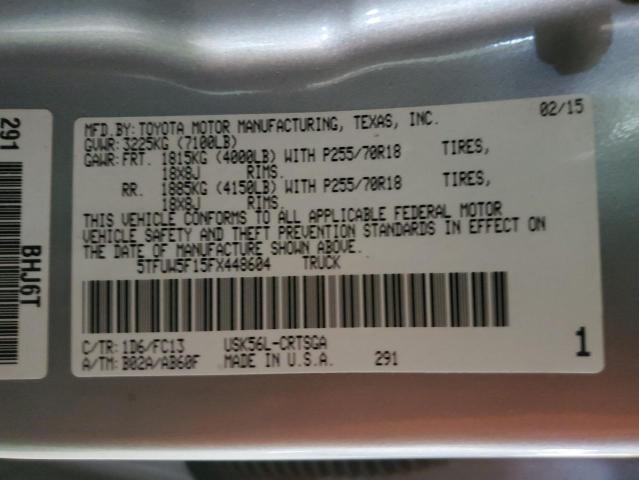 MFD.BY: TOYOTA MOTOR MANUFACTURING, TEXAS, INC. 02/15
GVWR: 3225KG (7100LB)
GAWR: FRT. 1815KG (4000LB) WITH P255/70R18 TIRES,
18X8J RIMS.
RR. 1885KG (4150LB) WITH P255/70R18 TIRES,
18X8J RIMS.
THIS VEHICLE CONFORMS TO ALL APPLICABLE FEDERAL MOTOR
VEHICLE SAFETY AND THEFT PREVENTION STANDARDS IN EFFECT ON
THE DATE OF MANUFACTURE SHOWN ABOVE.
5TFUW5F15FX448604 TRUCK
C/TR: 1D6/FC13 USK56L-CRTSGA
A/TM: B02A/AB60F MADE IN U.S.A. 291 1
291
BHJ6T